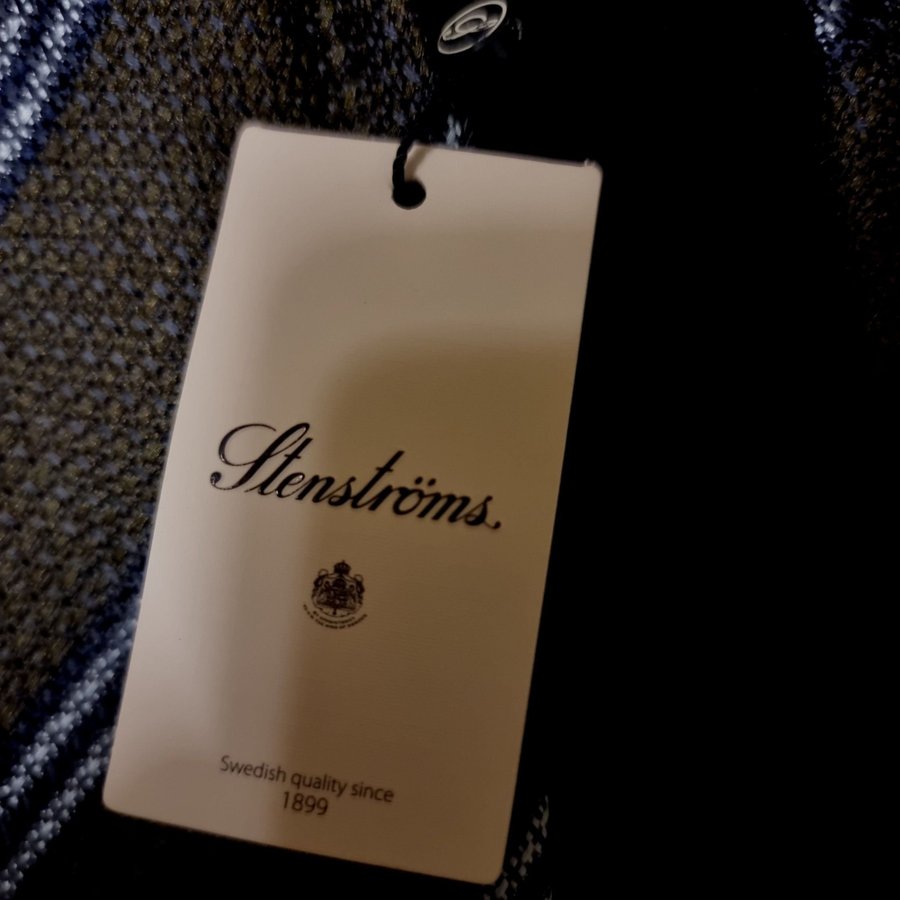 Stenströms.
Swedish quality since
1899